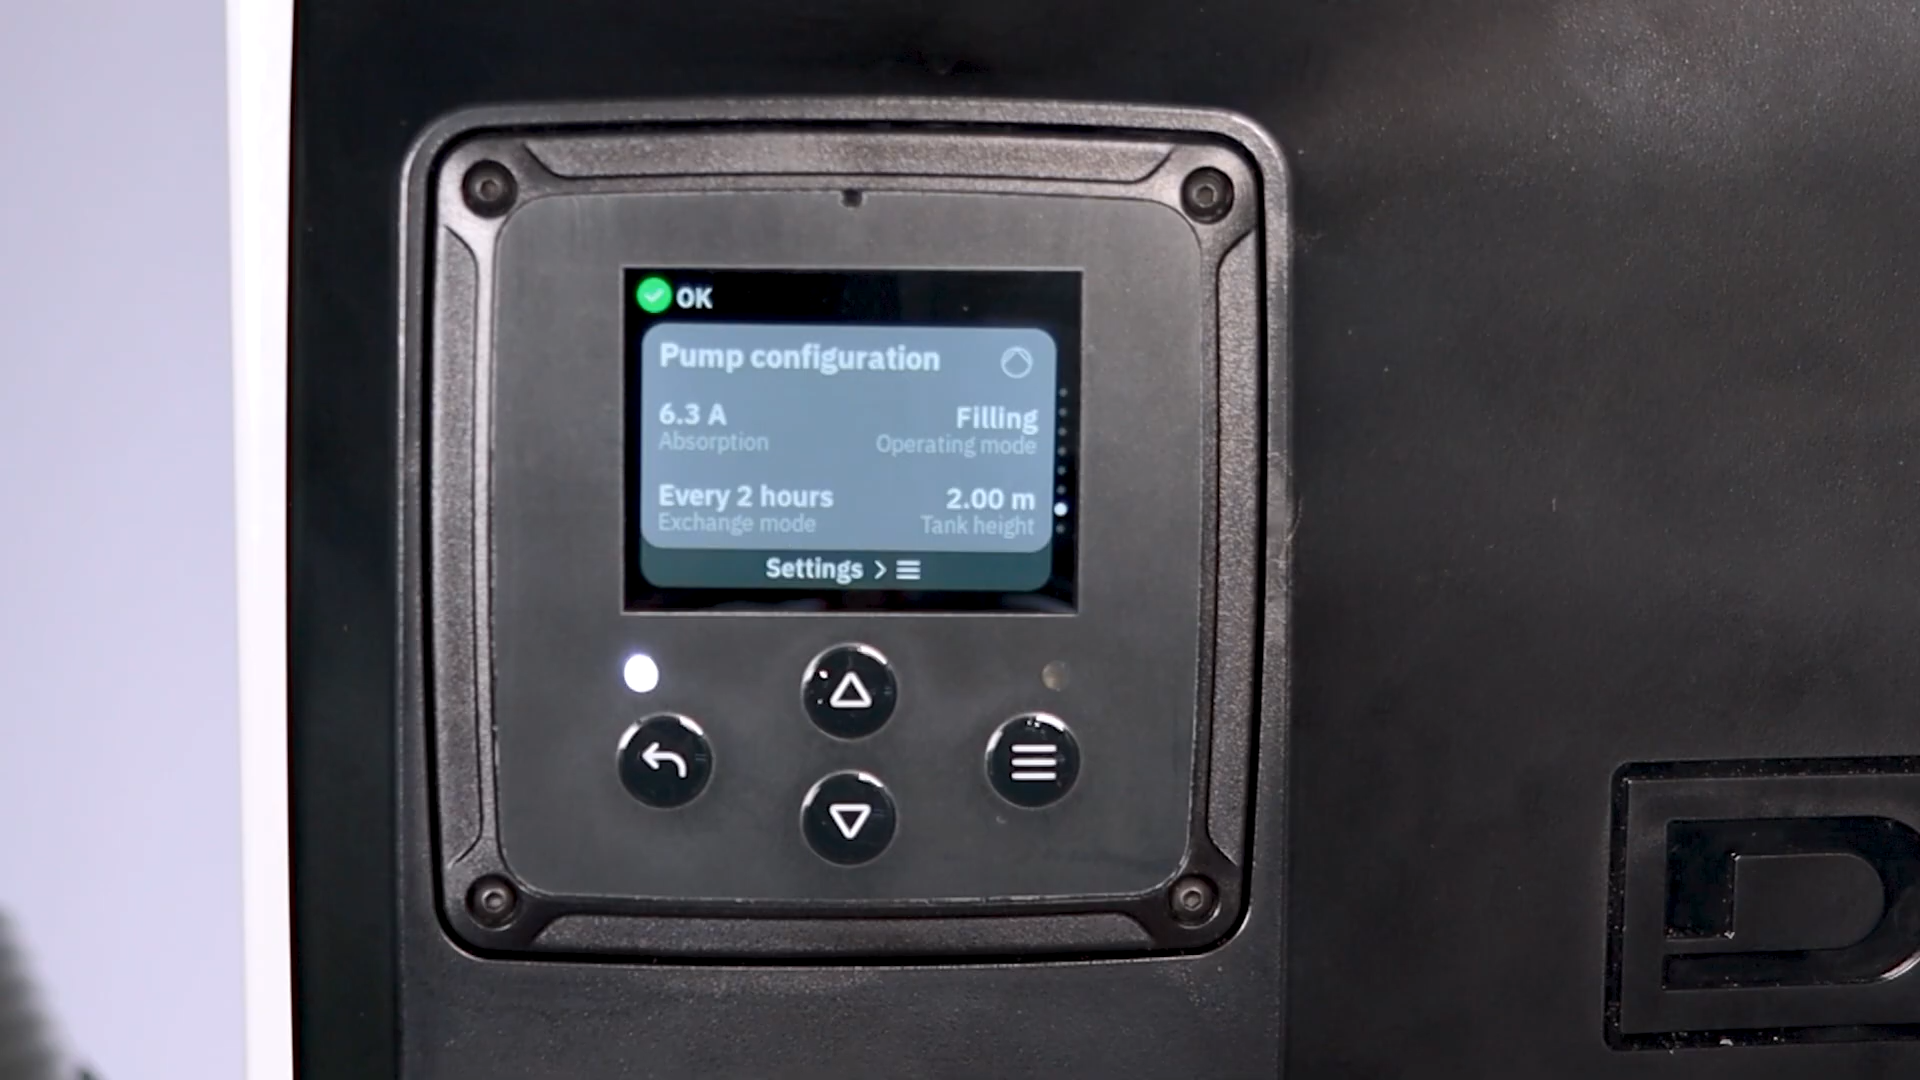 OK
Pump configuration
6.3 A Filling
Absorption Operating mode
Every 2 hours 2.00 m
Exchange mode Tank height
Settings >
D